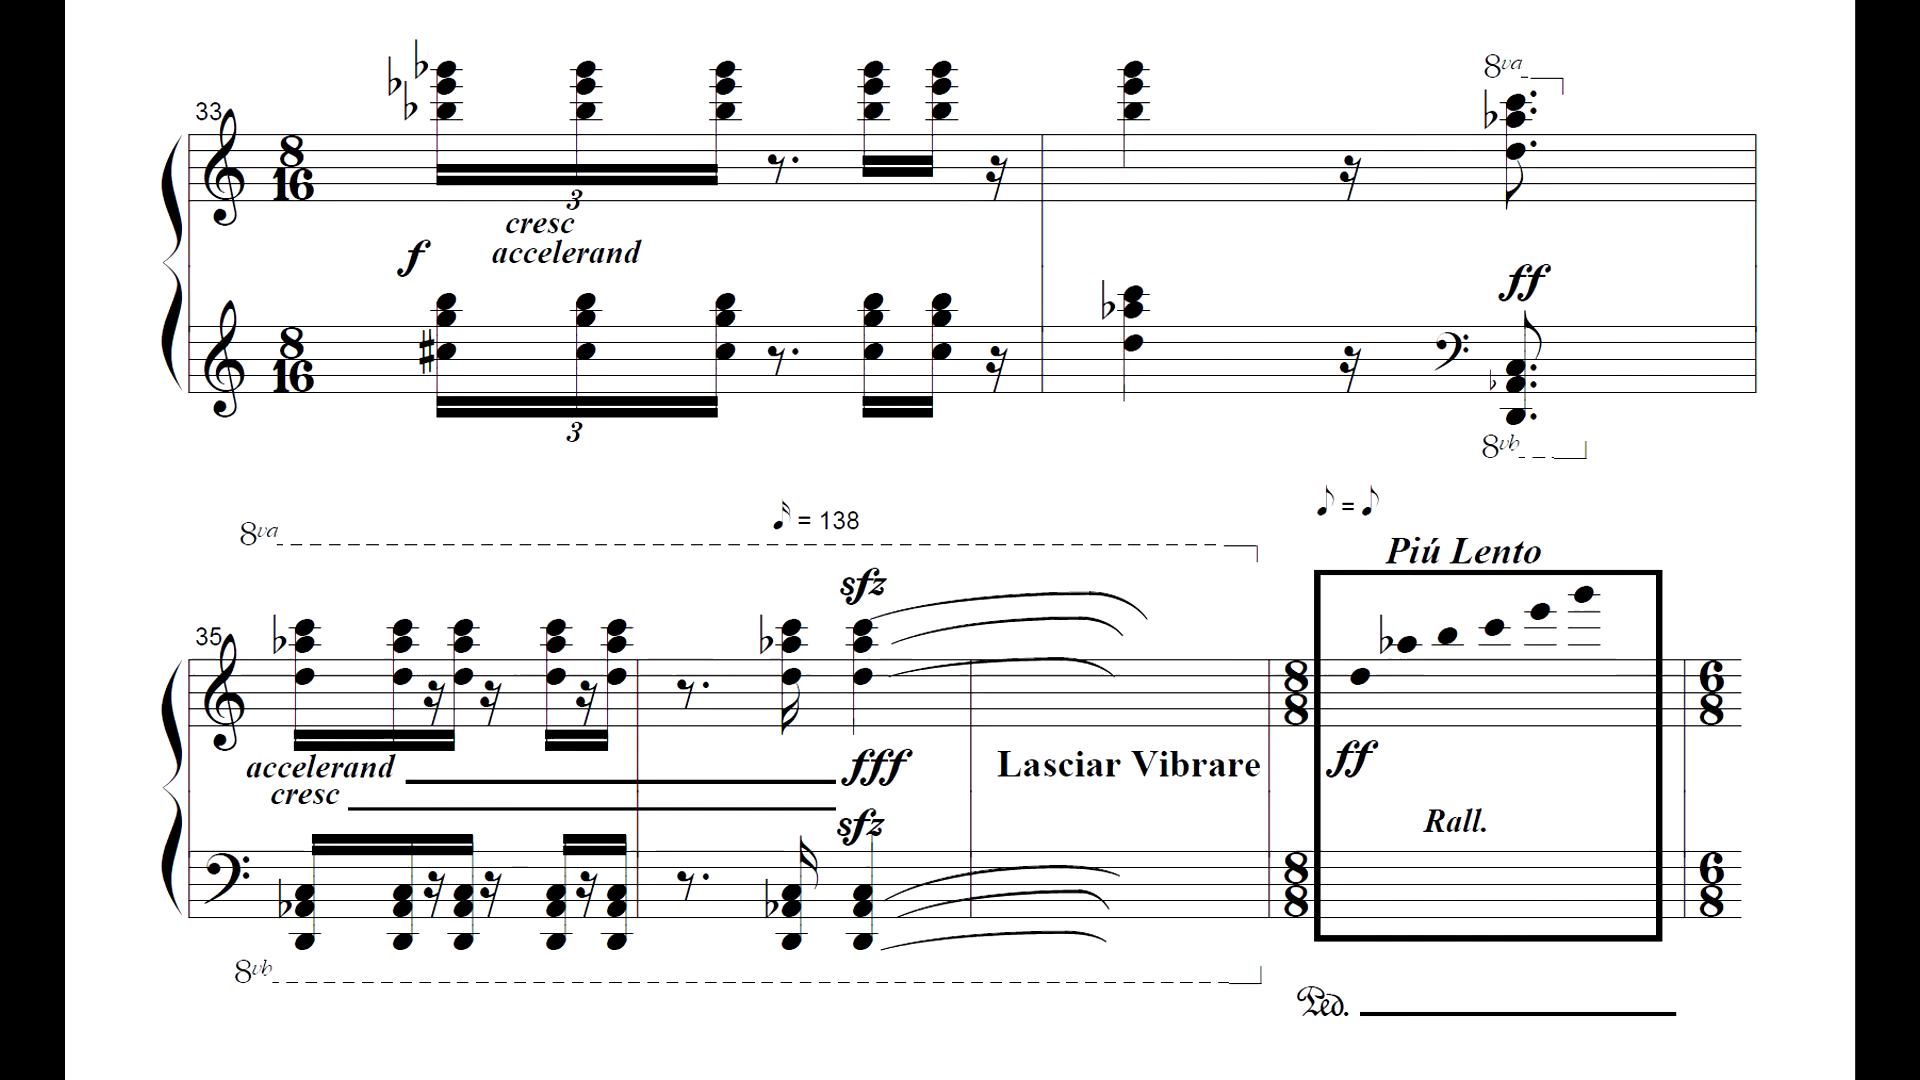 33
8va
8
16
3
cresc
f
accelerand
ff
8
16
3
8vb
8va
= 138
=
Piú Lento
sfz
35
8
8
6
8
ff
accelerand
fff
Lasciar Vibrare
cresc
sfz
Rall.
8
8
6
8
8vb
Ped.